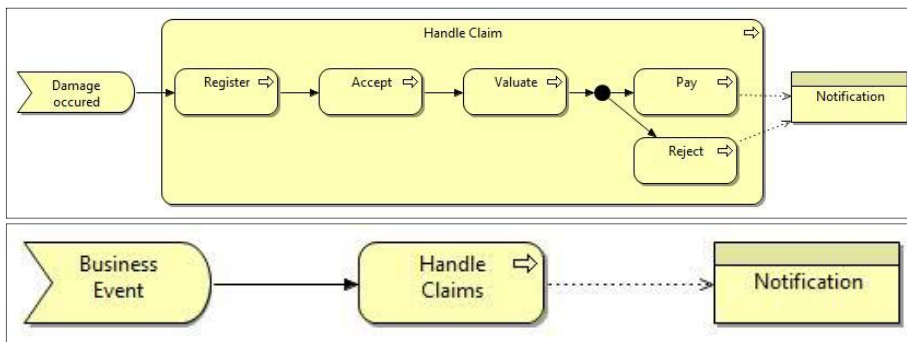 Handle Claim
Damage
occured
Register
Accept
Valuate
Pay
Notification
Reject
Business
Event
Handle
Claims
Notification